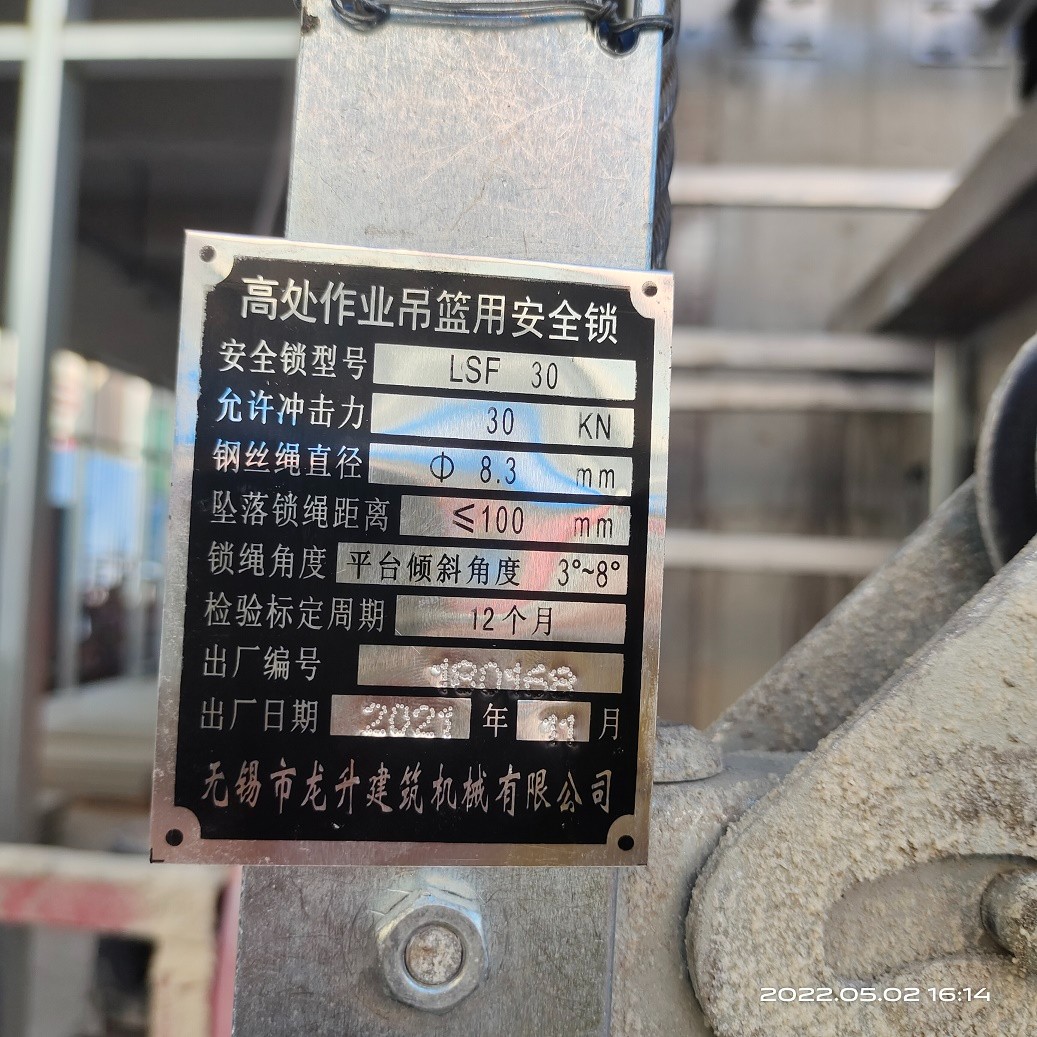 高处作业吊篮用安全锁
安全锁型号 LSF 30
允许冲击力 30 KN
钢丝绳直径 Φ 8.3 mm
坠落锁绳距离 ≤100 mm
锁绳角度 平台倾斜角度 3°~8°
检验标定周期 12个月
出厂编号 180168
出厂日期 2021 年 11 月
无锡市龙升建筑机械有限公司
2022.05.02 16:14